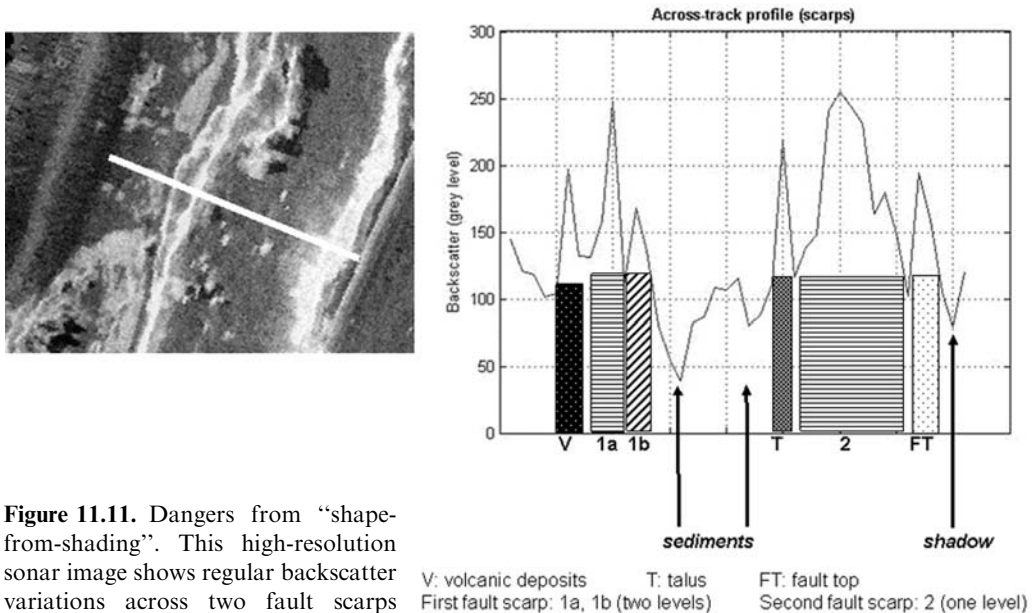 Across-track profile (scarps)
300
250
200
150
100
50
0
Backscatter (grey level)
V
1a
1b
T
2
FT
sediments
shadow
V: volcanic deposits T: talus FT: fault top
First fault scarp: 1a, 1b (two levels) Second fault scarp: 2 (one level)
Figure 11.11. Dangers from “shape-
from-shading”. This high-resolution
sonar image shows regular backscatter
variations across two fault scarps